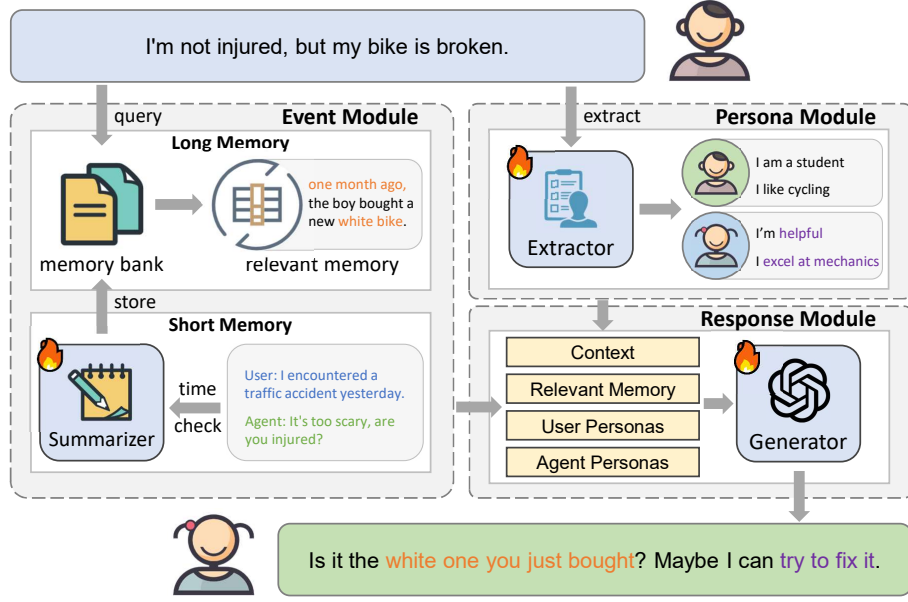 I'm not injured, but my bike is broken.
query
Event Module
Long Memory
one month ago,
the boy bought a
new white bike.
memory bank
relevant memory
store
Short Memory
Summarizer
time
check
User: I encountered a
traffic accident yesterday.
Agent: It's too scary, are
you injured?
extract
Persona Module
Extractor
I am a student
I like cycling
I'm helpful
I excel at mechanics
Response Module
Context
Relevant Memory
User Personas
Agent Personas
Generator
Is it the white one you just bought? Maybe I can try to fix it.